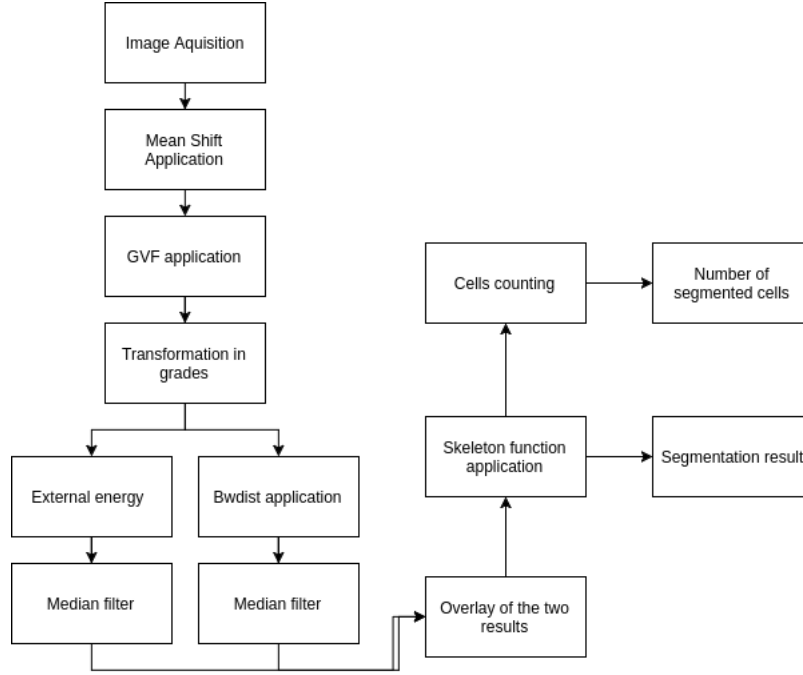 Image Aquisition
Mean Shift
Application
GVF application
Transformation in
grades
External energy
Bwdist application
Median filter
Median filter
Overlay of the two
results
Skeleton function
application
Segmentation result
Cells counting
Number of
segmented cells